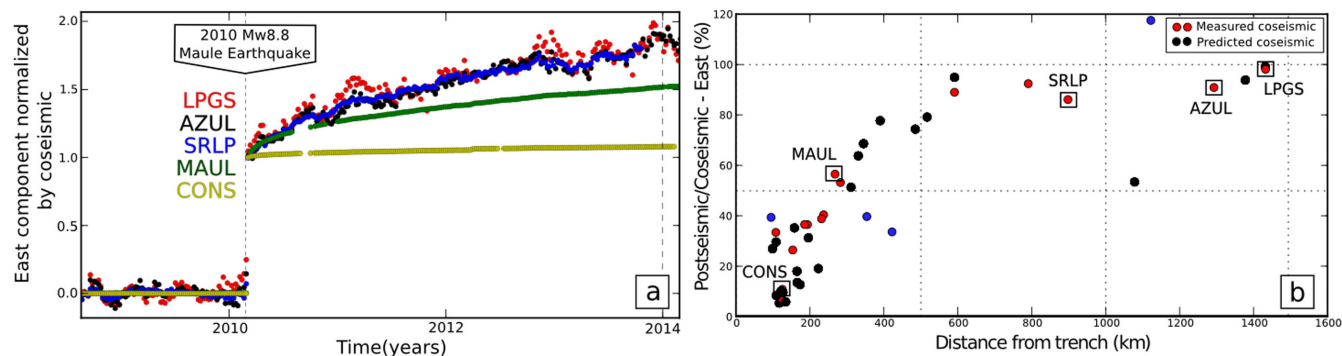 2.0
1.5
1.0
0.5
0.0
East component normalized
by coseismic
2010 Mw8.8
Maule Earthquake
LPGS
AZUL
SRLP
MAUL
CONS
a
2010
2012
2014
Time(years)
120
100
80
60
40
20
0
Postseismic/Coseismic - East (%)
Measured coseismic
Predicted coseismic
SRLP
AZUL
LPGS
MAUL
CONS
b
0
200
400
600
800
1000
1200
1400
1600
Distance from trench (km)